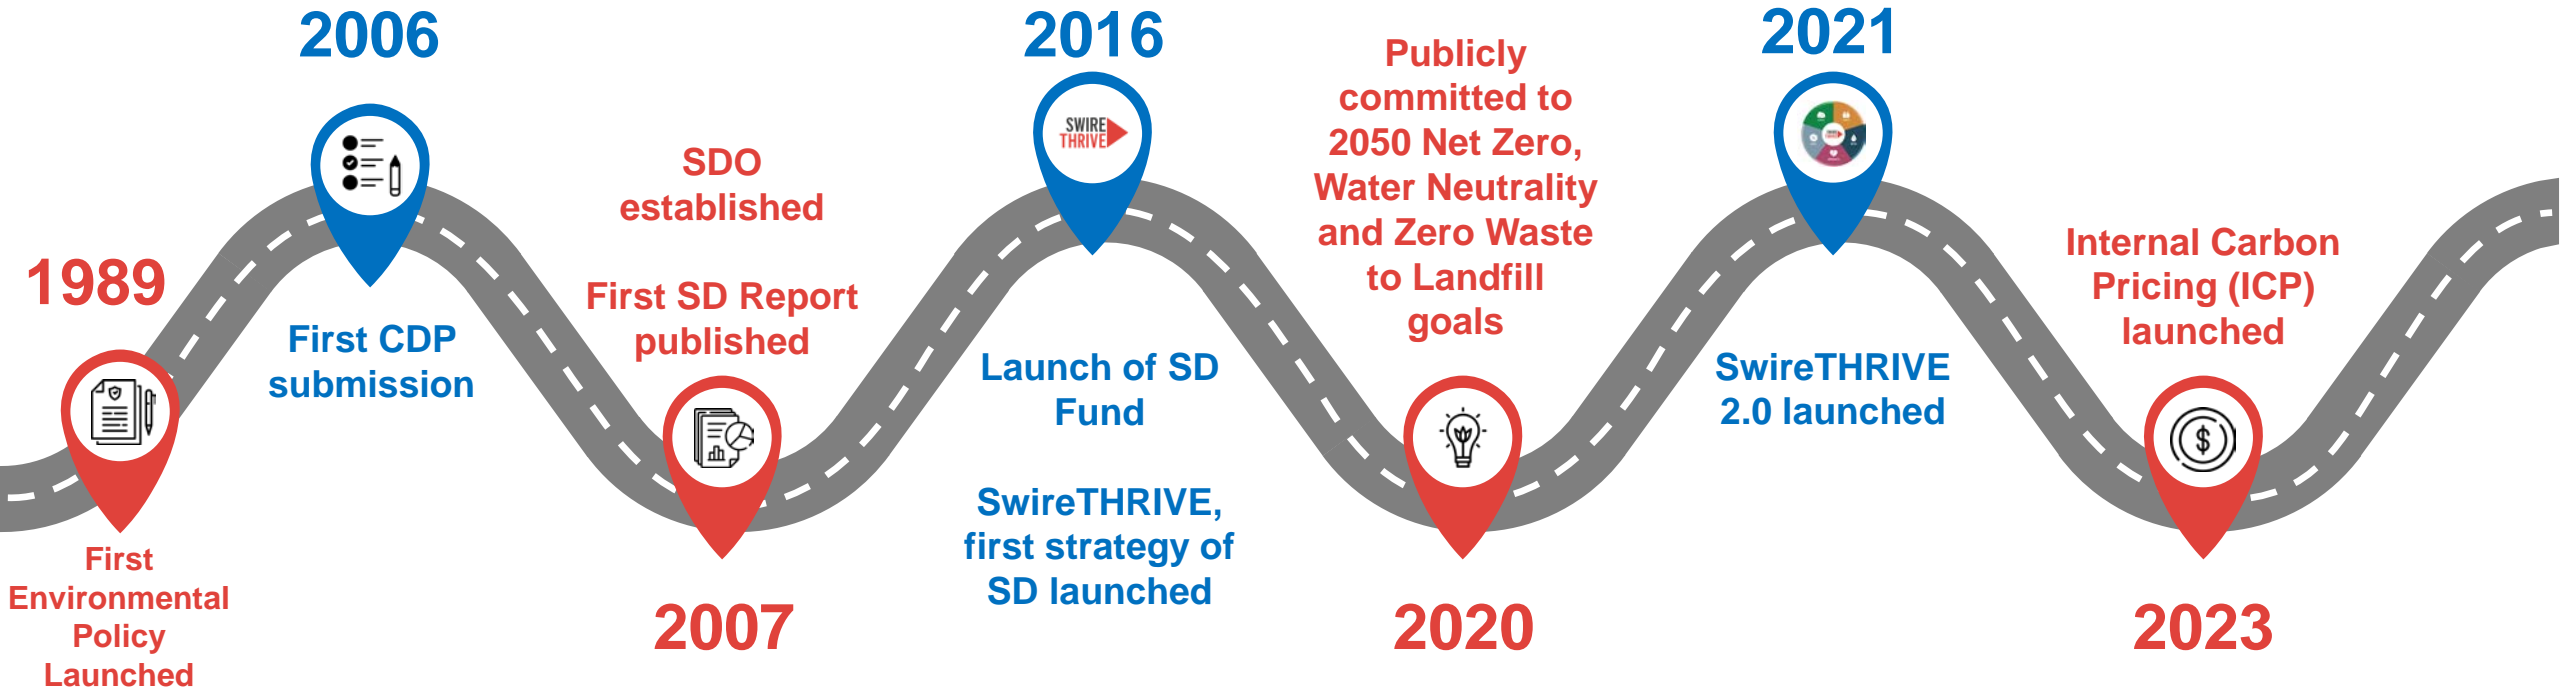 1989
First
Environmental
Policy
Launched
2006
First CDP
submission
SDO
established
First SD Report
published
2007
2016
SWIRE
THRIVE
Launch of SD
Fund
SwireTHRIVE,
first strategy of
SD launched
Publicly
committed to
2050 Net Zero,
Water Neutrality
and Zero Waste
to Landfill
goals
2020
2021
SwireTHRIVE
2.0 launched
Internal Carbon
Pricing (ICP)
launched
$
2023